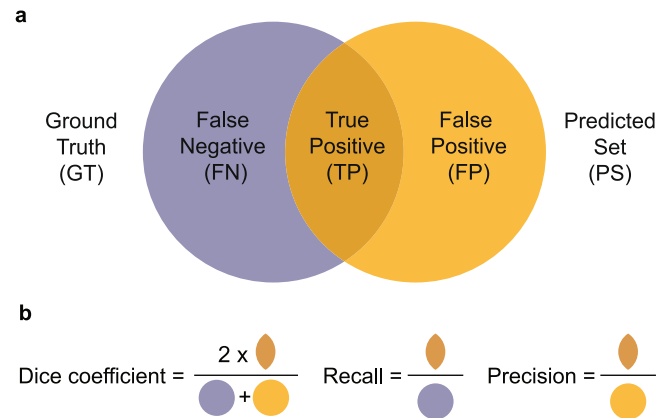 a
Ground
Truth
(GT)
False
Negative
(FN)
True
Positive
(TP)
False
Positive
(FP)
Predicted
Set
(PS)
b
Dice coefficient = 2 x
+
Recall =
Precision =